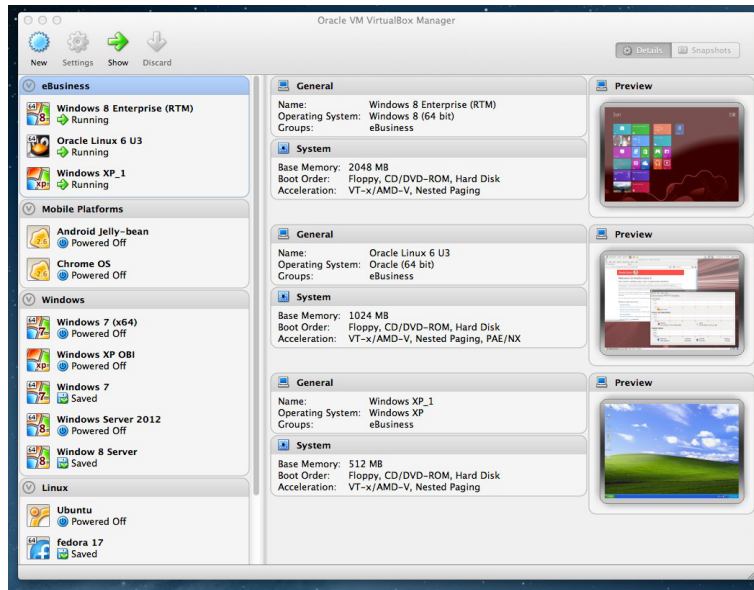 Oracle VM VirtualBox Manager
New Settings Show Discard
Details Snapshots
eBusiness
Windows 8 Enterprise (RTM)
Running
Oracle Linux 6 U3
Running
Windows XP_1
Running
Mobile Platforms
Android Jelly-bean
Powered Off
Chrome OS
Powered Off
Windows
Windows 7 (x64)
Powered Off
Windows XP OBI
Powered Off
Windows 7
Saved
Windows Server 2012
Powered Off
Window 8 Server
Saved
Linux
Ubuntu
Powered Off
fedora 17
Saved
General
Name: Windows 8 Enterprise (RTM)
Operating System: Windows 8 (64 bit)
Groups: eBusiness
System
Base Memory: 2048 MB
Boot Order: Floppy, CD/DVD-ROM, Hard Disk
Acceleration: VT-x/AMD-V, Nested Paging
Preview
Start
General
Name: Oracle Linux 6 U3
Operating System: Oracle (64 bit)
Groups: eBusiness
System
Base Memory: 1024 MB
Boot Order: Floppy, CD/DVD-ROM, Hard Disk
Acceleration: VT-x/AMD-V, Nested Paging, PAE/NX
Preview
General
Name: Windows XP_1
Operating System: Windows XP
Groups: eBusiness
System
Base Memory: 512 MB
Boot Order: Floppy, CD/DVD-ROM, Hard Disk
Acceleration: VT-x/AMD-V, Nested Paging
Preview